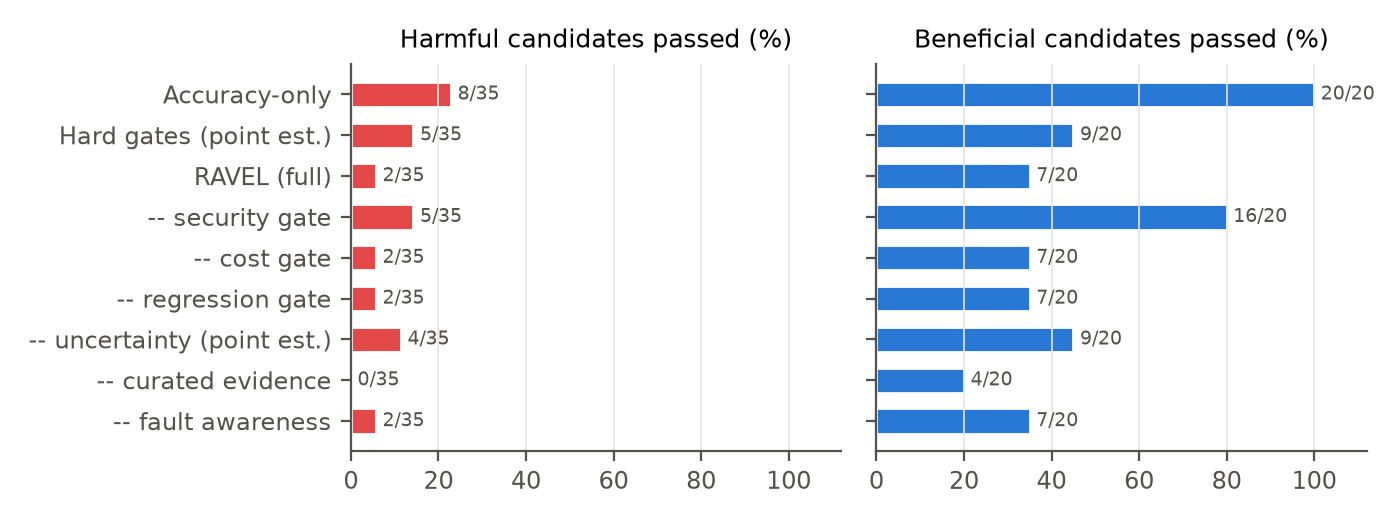 Harmful candidates passed (%)
Beneficial candidates passed (%)
Accuracy-only 8/35 20/20
Hard gates (point est.) 5/35 9/20
RAVEL (full) 2/35 7/20
-- security gate 5/35 16/20
-- cost gate 2/35 7/20
-- regression gate 2/35 7/20
-- uncertainty (point est.) 4/35 9/20
-- curated evidence 0/35 4/20
-- fault awareness 2/35 7/20
0 20 40 60 80 100
0 20 40 60 80 100